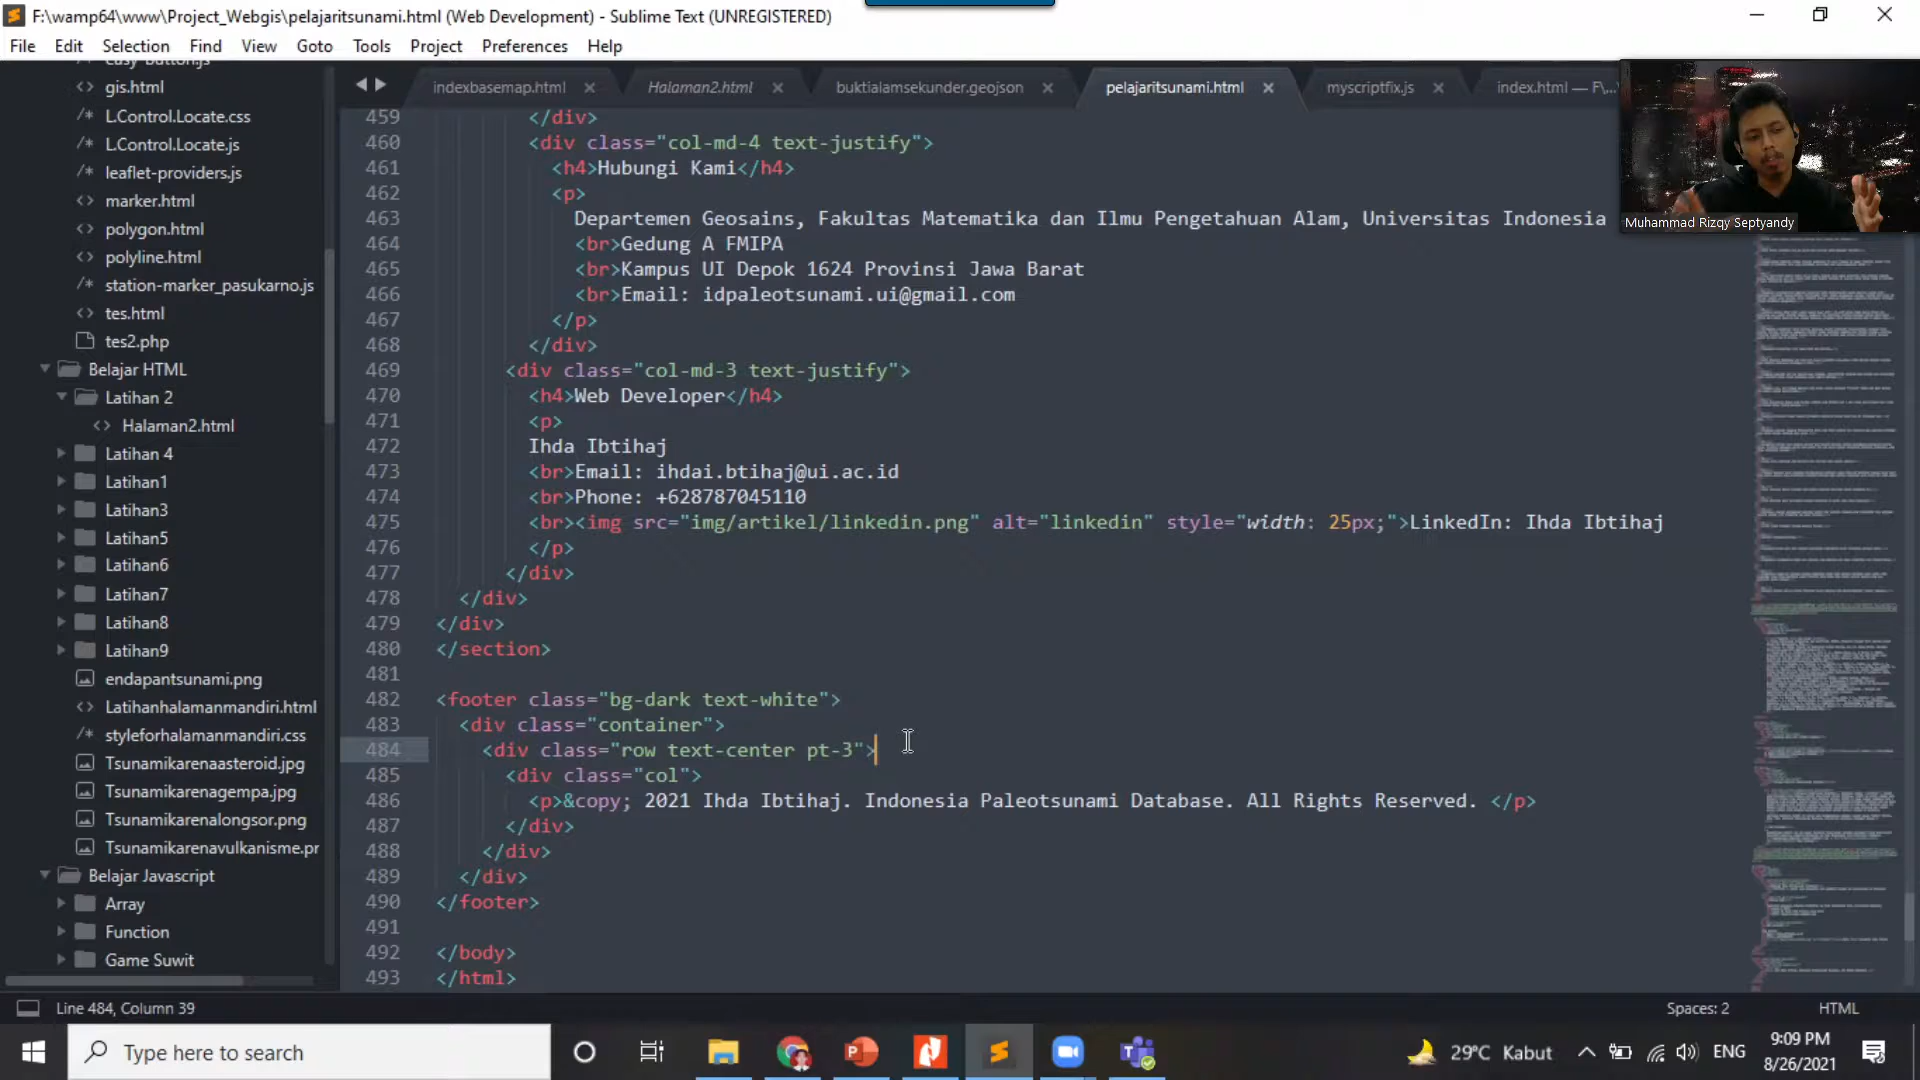 F:\wamp64\www\Project_Webgis\pelajaritsunami.html (Web Development) - Sublime Text (UNREGISTERED)
File Edit Selection Find View Goto Tools Project Preferences Help
indexbasemap.html Halaman2.html buktialamsekunder.geojson pelajaritsunami.html myscriptfix.js index.html — F\...
Muhammad Rizqy Septyandy
easy-button.js
gis.html
L.Control.Locate.css
L.Control.Locate.js
leaflet-providers.js
marker.html
polygon.html
polyline.html
station-marker_pasukarno.js
tes.html
tes2.php
Belajar HTML
Latihan 2
Halaman2.html
Latihan 4
Latihan1
Latihan3
Latihan5
Latihan6
Latihan7
Latihan8
Latihan9
endapantsunami.png
Latihanhalamanmandiri.html
styleforhalamanmandiri.css
Tsunamikarenaasteroid.jpg
Tsunamikarenagempa.jpg
Tsunamikarenalongsor.png
Tsunamikarenavulkanisme.pr
Belajar Javascript
Array
Function
Game Suwit
459 </div>
460 <div class="col-md-4 text-justify">
461 <h4>Hubungi Kami</h4>
462 <p>
463 Departemen Geosains, Fakultas Matematika dan Ilmu Pengetahuan Alam, Universitas Indonesia
464 <br>Gedung A FMIPA
465 <br>Kampus UI Depok 1624 Provinsi Jawa Barat
466 <br>Email: idpaleotsunami.ui@gmail.com
467 </p>
468 </div>
469 <div class="col-md-3 text-justify">
470 <h4>Web Developer</h4>
471 <p>
472 Ihda Ibtihaj
473 <br>Email: ihdai.btihaj@ui.ac.id
474 <br>Phone: +628787045110
475 <br><img src="img/artikel/linkedin.png" alt="linkedin" style="width: 25px;">LinkedIn: Ihda Ibtihaj
476 </p>
477 </div>
478 </div>
479 </div>
480 </section>
481
482 <footer class="bg-dark text-white">
483 <div class="container">
484 <div class="row text-center pt-3">
485 <div class="col">
486 <p>&copy; 2021 Ihda Ibtihaj. Indonesia Paleotsunami Database. All Rights Reserved. </p>
487 </div>
488 </div>
489 </div>
490 </footer>
491
492 </body>
493 </html>
Line 484, Column 39 Spaces: 2 HTML
Type here to search
29°C Kabut ENG
9:09 PM
8/26/2021